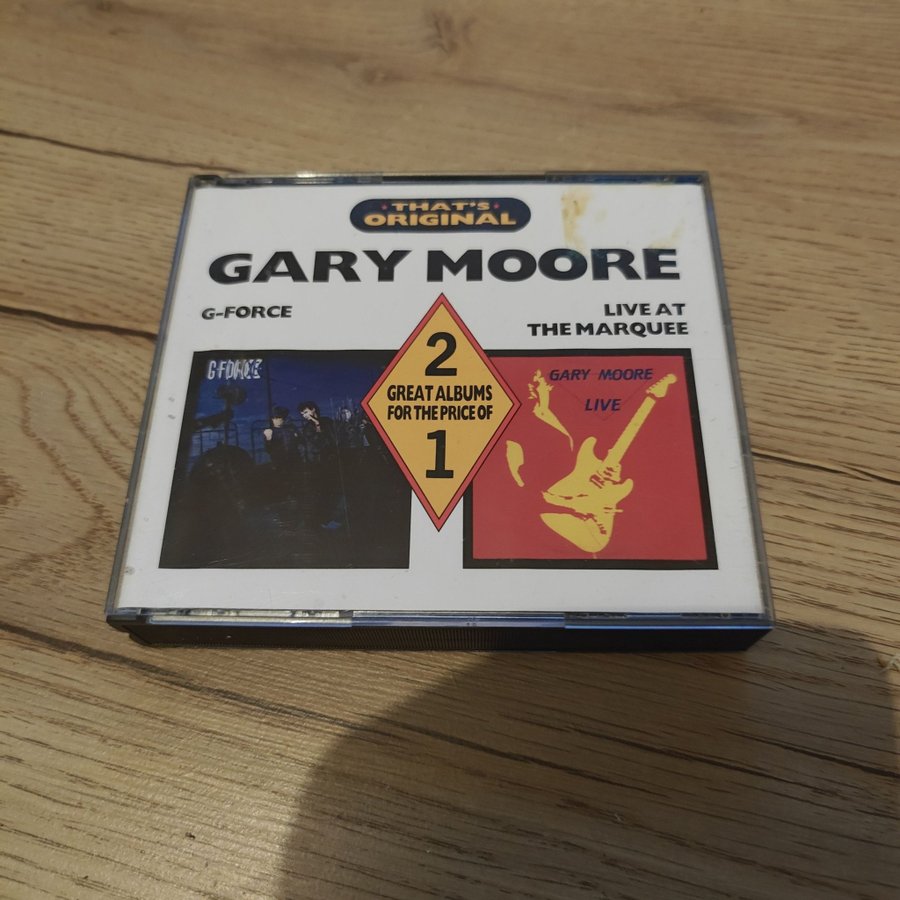 THAT'S
ORIGINAL
GARY MOORE
G-FORCE
LIVE AT
THE MARQUEE
2
GREAT ALBUMS
FOR THE PRICE OF
1
G·FORCE
GARY MOORE
LIVE